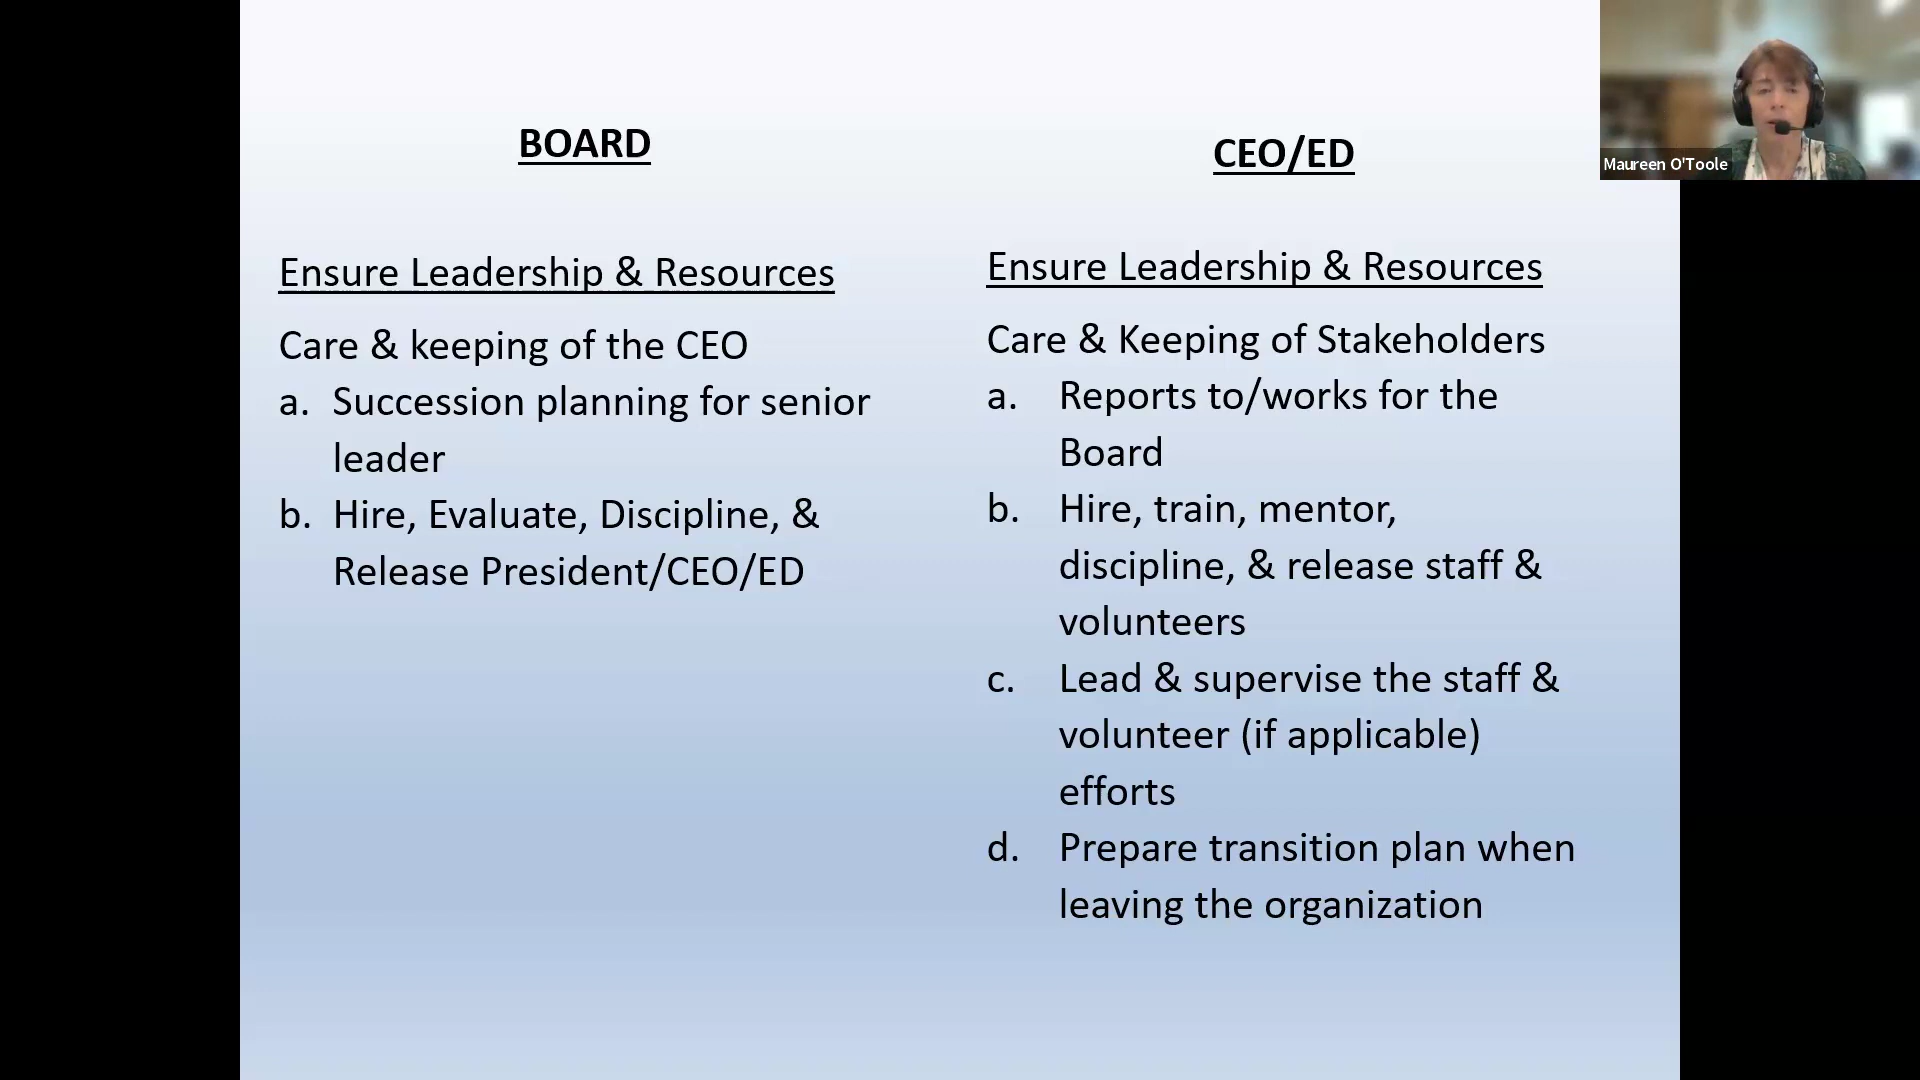 BOARD
Ensure Leadership & Resources
Care & keeping of the CEO
a. Succession planning for senior
leader
b. Hire, Evaluate, Discipline, &
Release President/CEO/ED
CEO/ED
Ensure Leadership & Resources
Care & Keeping of Stakeholders
a. Reports to/works for the
Board
b. Hire, train, mentor,
discipline, & release staff &
volunteers
c. Lead & supervise the staff &
volunteer (if applicable)
efforts
d. Prepare transition plan when
leaving the organization
Maureen O'Toole